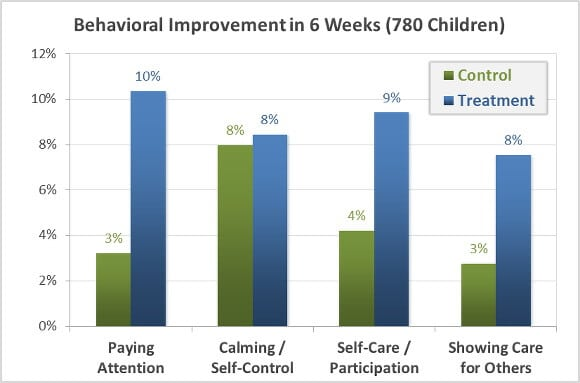 Behavioral Improvement in 6 Weeks (780 Children)
12%
10%
8%
6%
4%
2%
0%
Control
Treatment
3%
10%
8%
8%
4%
9%
3%
8%
Paying
Attention
Calming /
Self-Control
Self-Care /
Participation
Showing Care
for Others